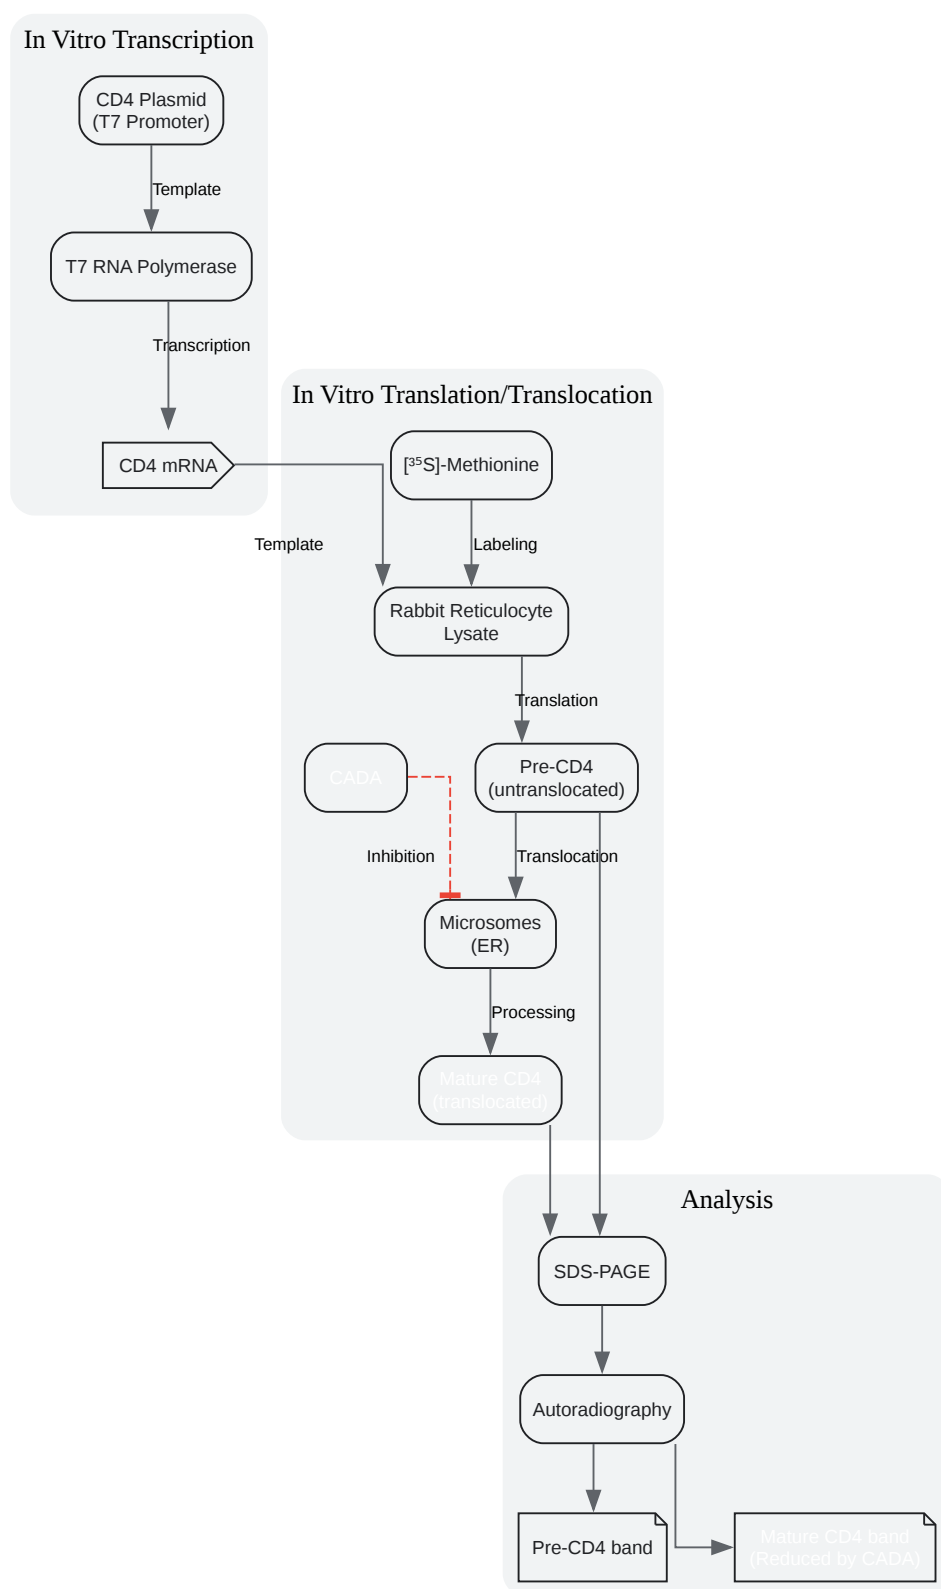 In Vitro Transcription
CD4 Plasmid
(T7 Promoter)
Template
T7 RNA Polymerase
Transcription
CD4 mRNA
In Vitro Translation/Translocation
[³⁵S]-Methionine
Template
Labeling
Rabbit Reticulocyte
Lysate
Translation
CADA
Pre-CD4
(untranslocated)
Inhibition
Translocation
Microsomes
(ER)
Processing
Mature CD4
(translocated)
Analysis
SDS-PAGE
Autoradiography
Pre-CD4 band
Mature CD4 band
(Reduced by CADA)